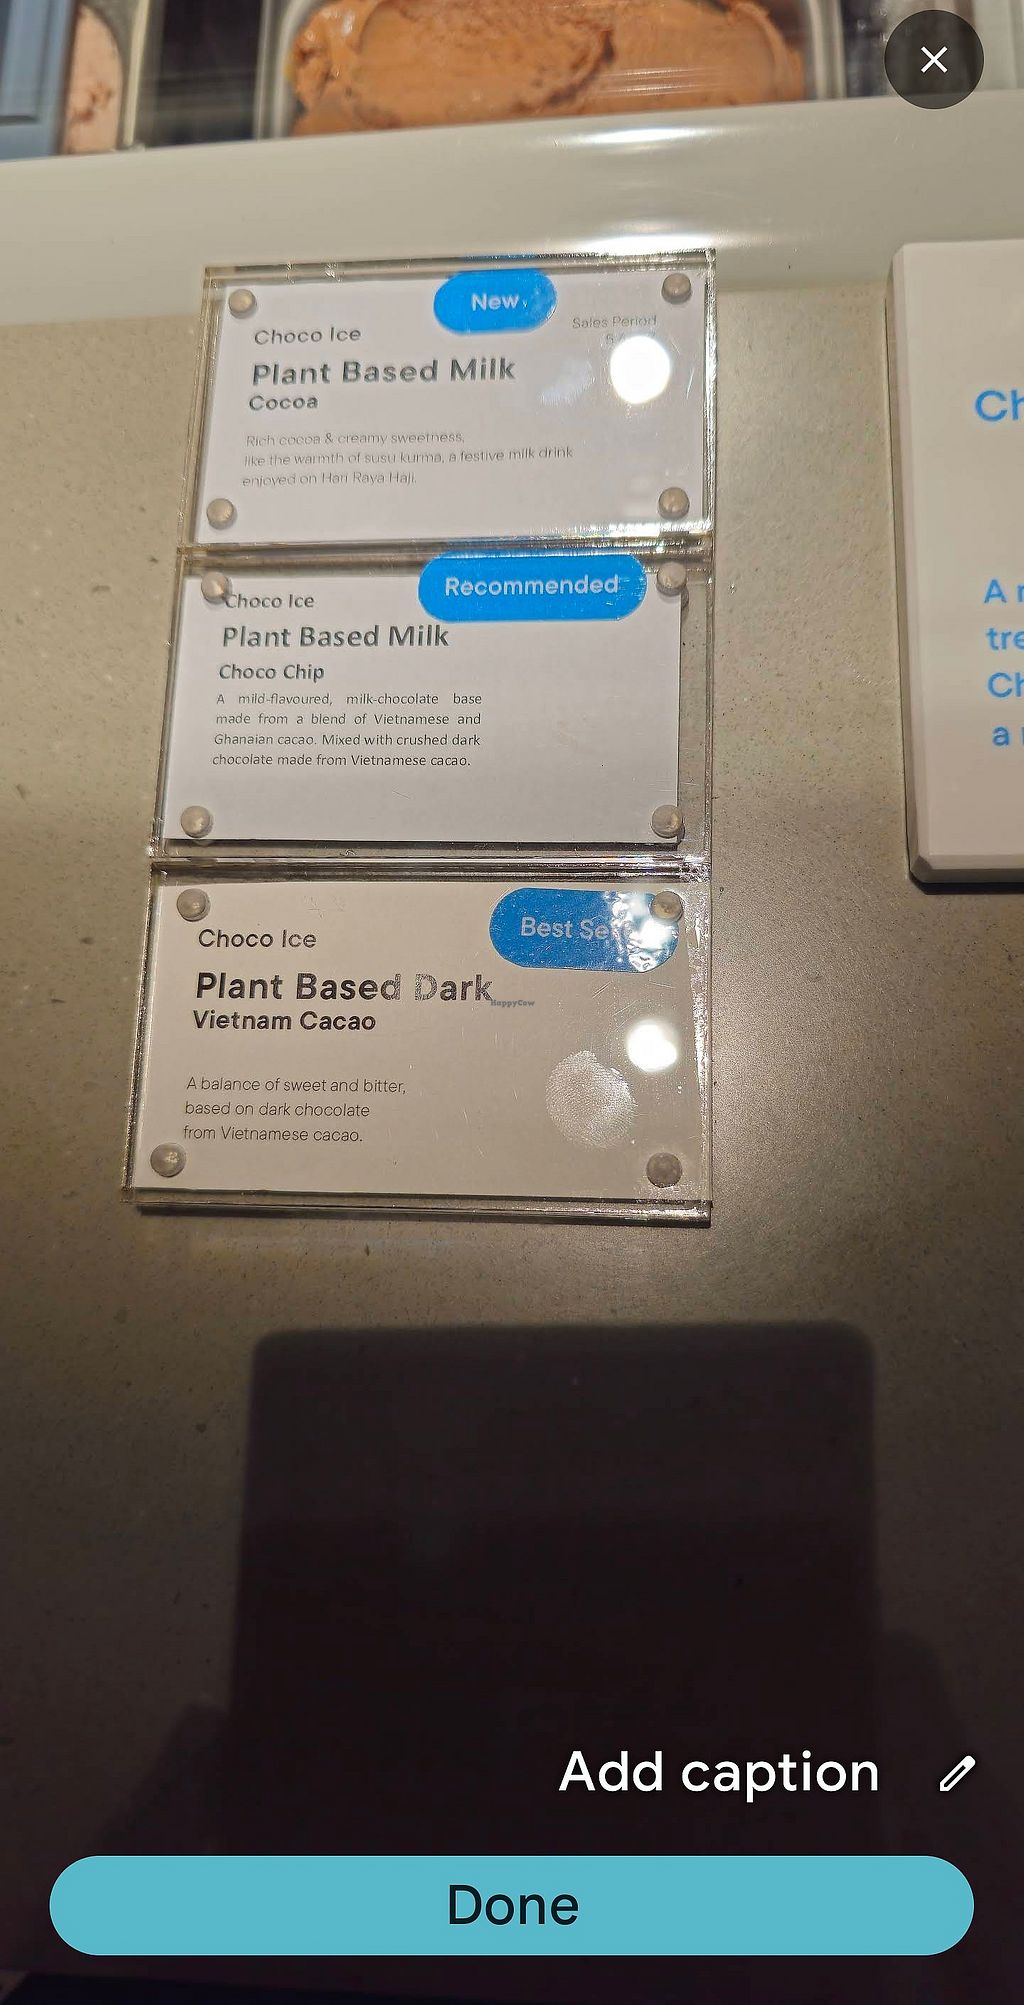 New
Sales Period
Choco Ice
Plant Based Milk
Cocoa
Rich cocoa & creamy sweetness,
like the warmth of susu kurma, a festive milk drink
enjoyed on Hari Raya Haji.
Recommended
Choco Ice
Plant Based Milk
Choco Chip
A mild-flavoured, milk-chocolate base
made from a blend of Vietnamese and
Ghanaian cacao. Mixed with crushed dark
chocolate made from Vietnamese cacao.
Best
Choco Ice
Plant Based Dark
HappyCow
Vietnam Cacao
A balance of sweet and bitter,
based on dark chocolate
from Vietnamese cacao.
Ch
A
Ch
a
Add caption
Done